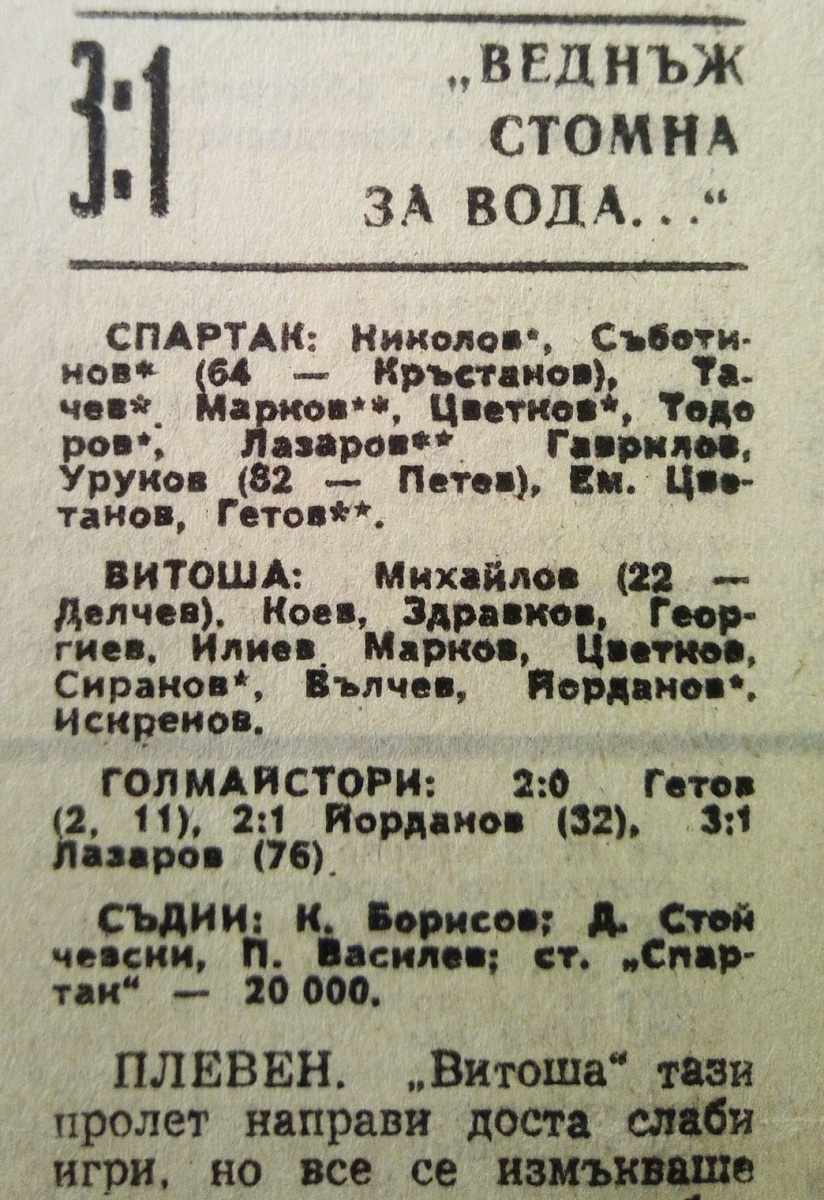 3:1
„ВЕДНЪЖ
СТОМНА
ЗА ВОДА..."
СПАРТАК: Николов*, Съботи-
нов* (64 — Кръстанов), Та-
чев*. Марков**, Цветков*, Тодо
ров*, Лазаров** Гаврилов,
Уруков (82 — Петев), Ем. Цве-
танов, Гетов**.
ВИТОША: Михайлов (22 —
Делчев), Коев, Здравков, Геор-
гиев, Илиев Марков, Цветков,
Сираков*, Вълчев, Йорданов*,
Искренов.
ГОЛМАЙСТОРИ: 2:0 Гетов
(2, 11), 2:1 Йорданов (32), 3:1
Лазаров (76).
СЪДИИ: К. Борисов; Д. Стой
чевски, П. Василев; ст. „Спар-
так“ — 20 000.
ПЛЕВЕН. „Витоша“ тази
пролет направи доста слаби
игри, но все се измъкваше